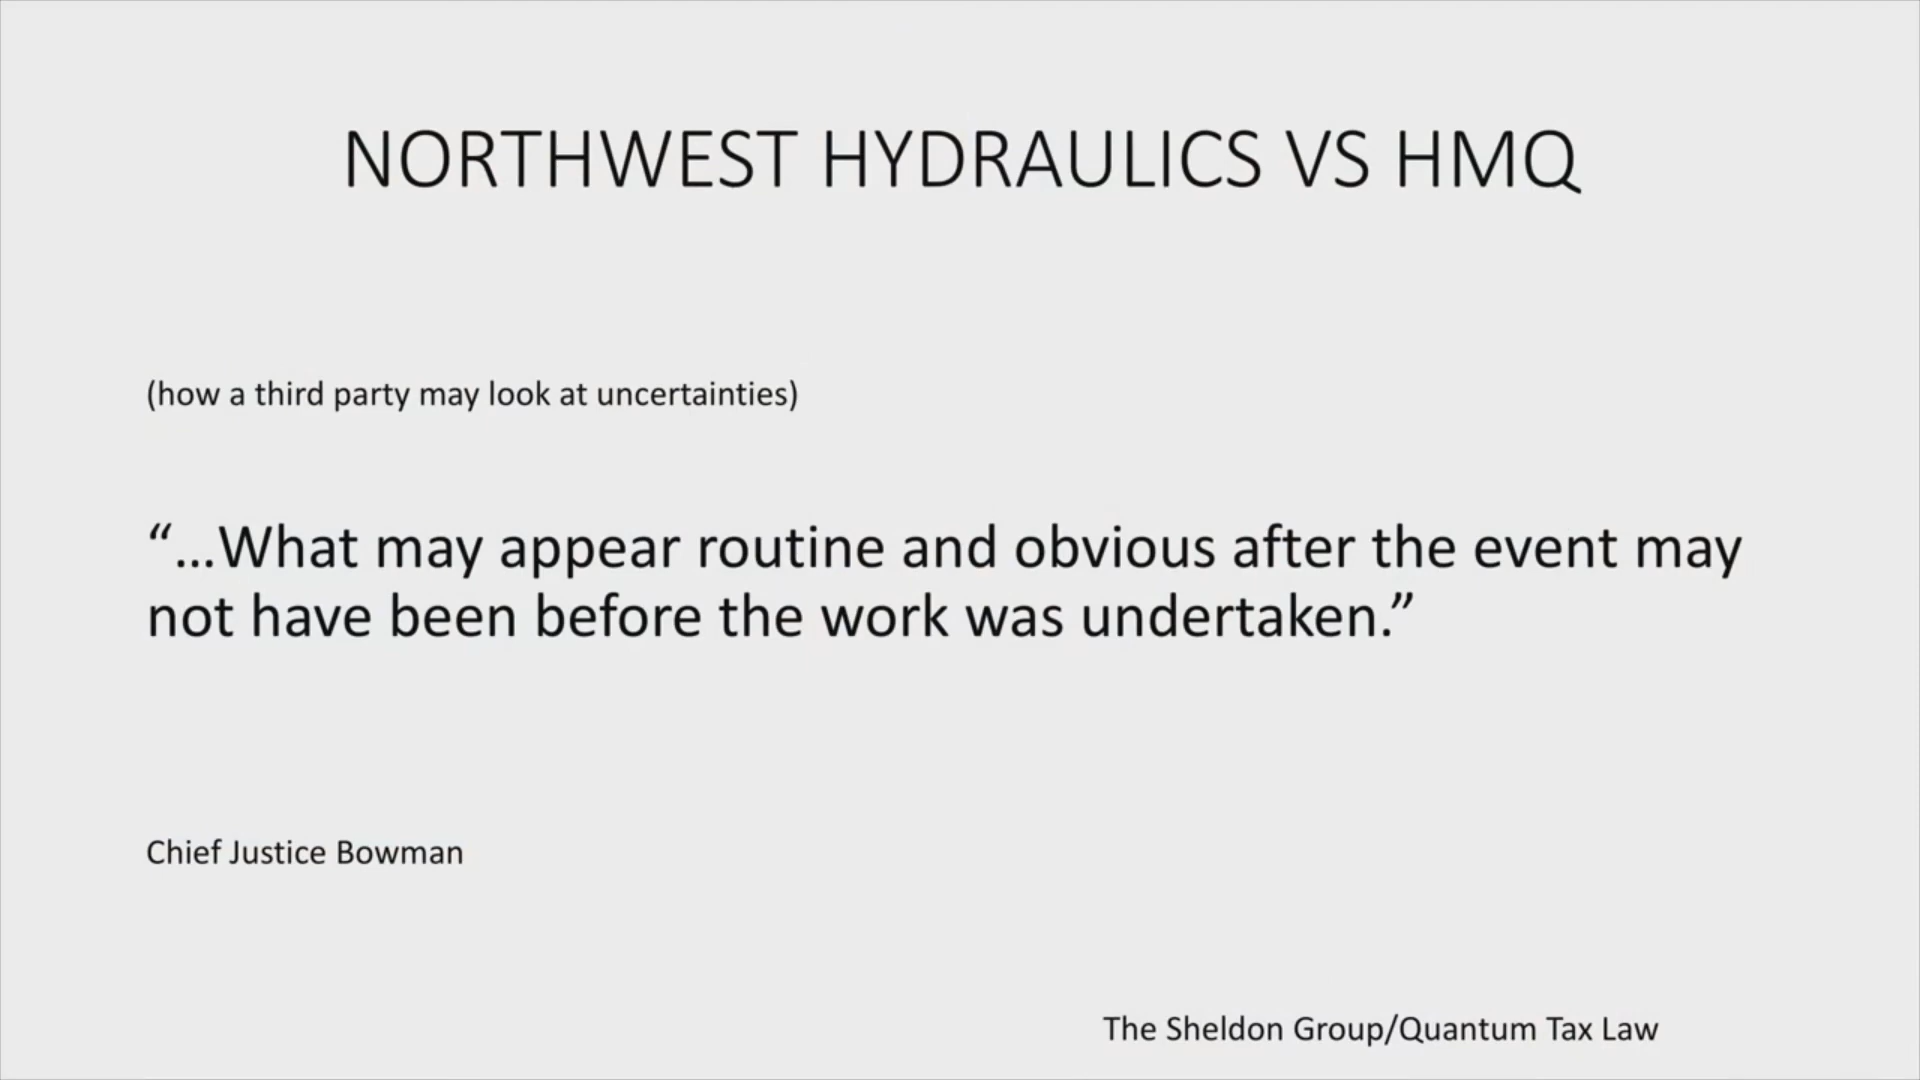 NORTHWEST HYDRAULICS VS HMQ
(how a third party may look at uncertainties)
“...What may appear routine and obvious after the event may
not have been before the work was undertaken.”
Chief Justice Bowman
The Sheldon Group/Quantum Tax Law